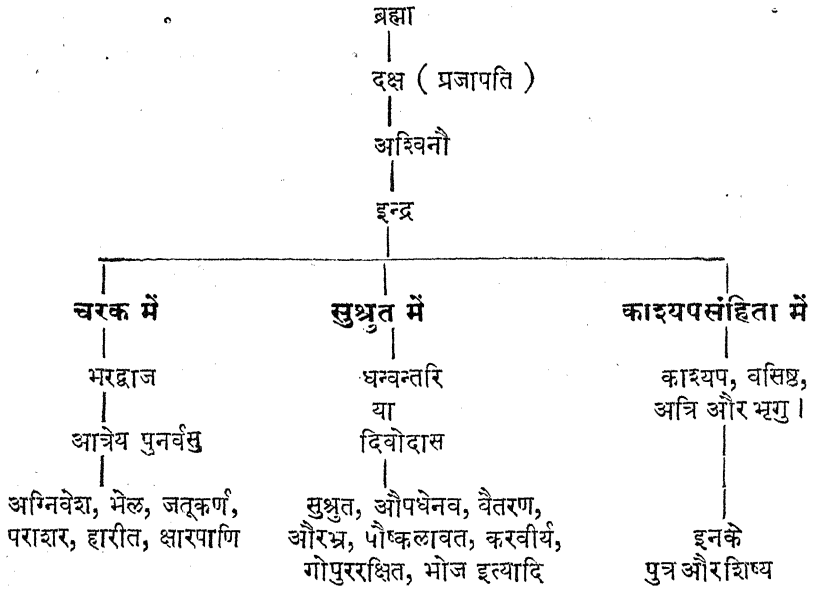 ब्रह्मा
दक्ष ( प्रजापति )
अश्विनौ
इन्द्र
चरक में
सुश्रुत में
काश्यपसंहिता में
भरद्वाज
धन्वन्तरि
काश्यप, वसिष्ठ,
या
अत्रि और भृगु ।
आत्रेय पुनर्वसु
दिवोदास
अग्निवेश, भेल, जतूकर्ण,
पराशर, हारीत, क्षारपाणि
सुश्रुत, औपधेनव, वैतरण,
औरभ्र, पौष्कलावत, करवीर्य,
गोपुररक्षित, भोज इत्यादि
इनके
पुत्र और शिष्य